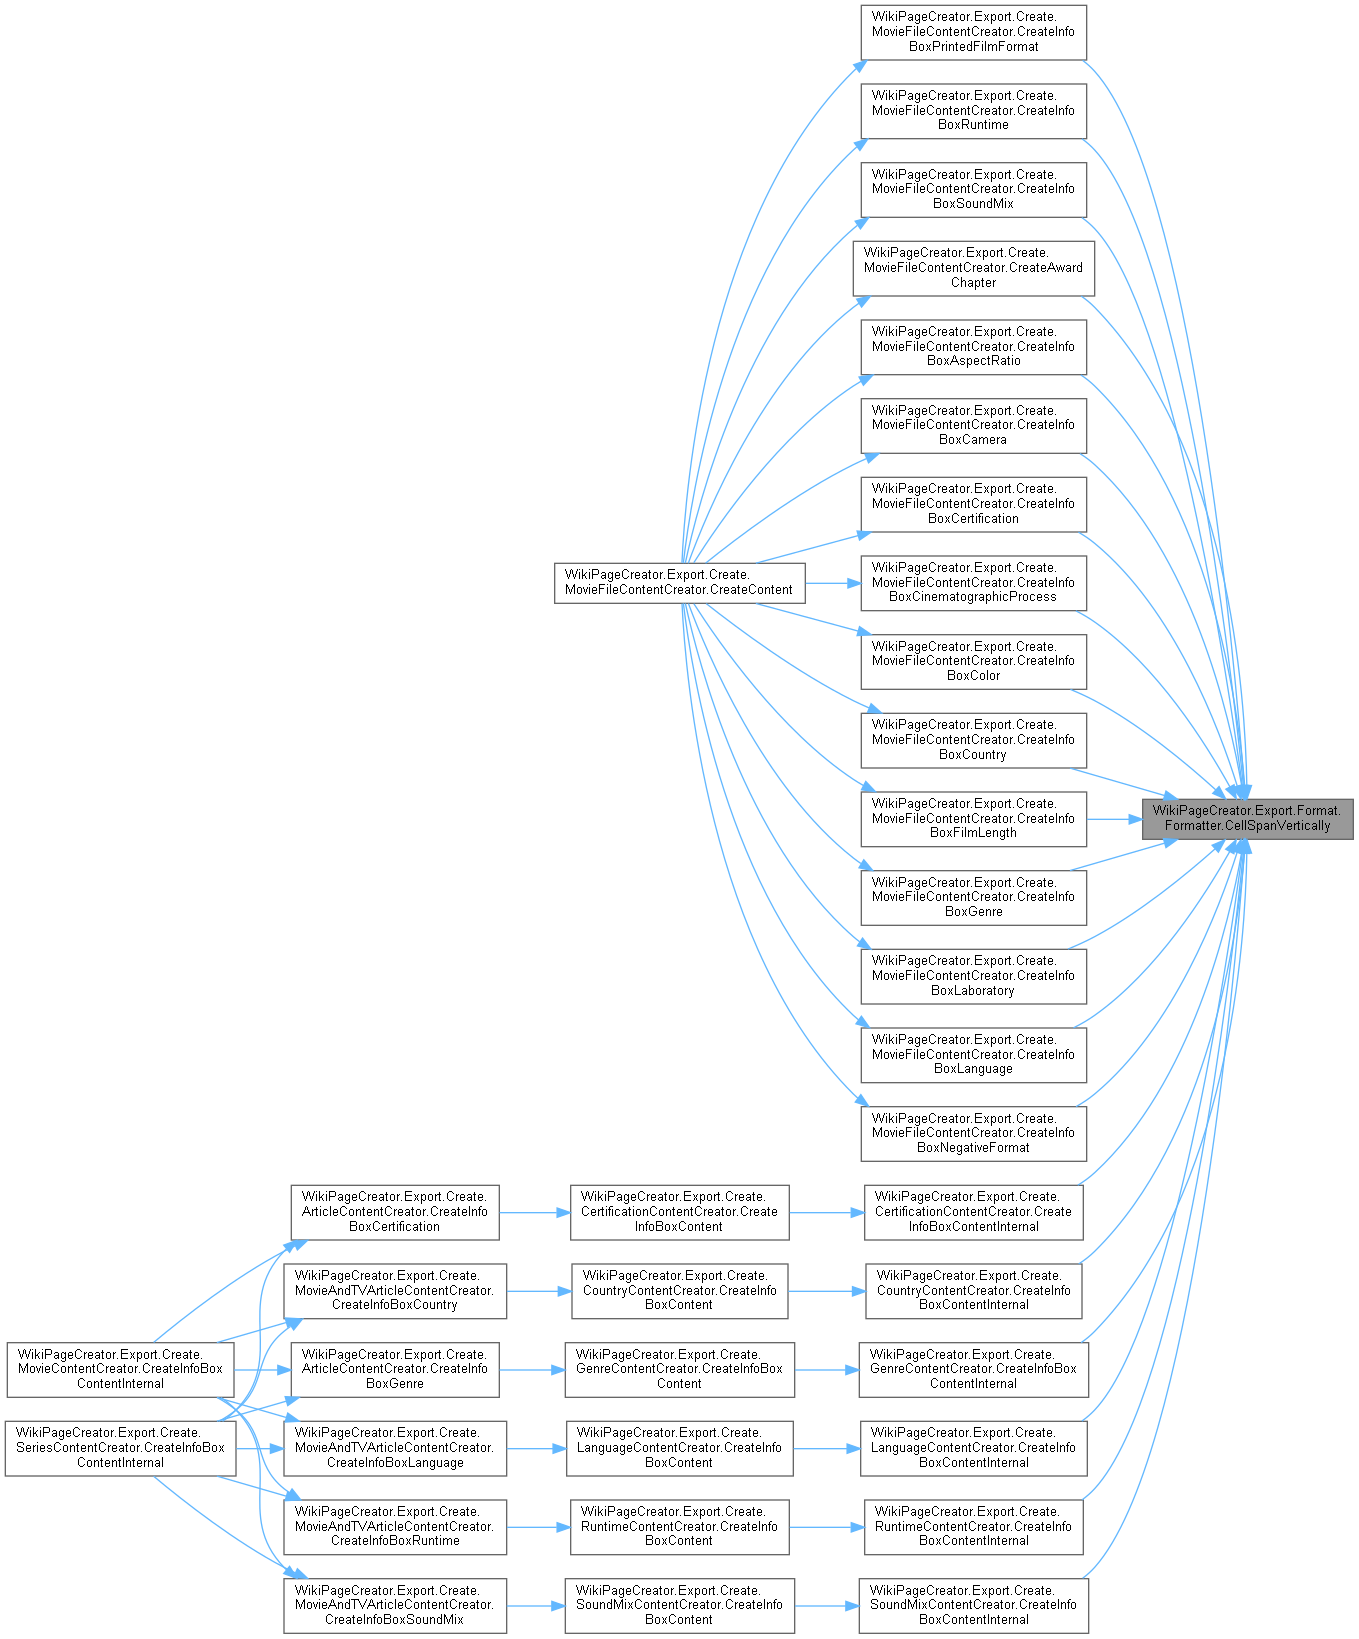 WikiPageCreator.Export.Create.
MovieFileContentCreator.CreateInfo
BoxPrintedFilmFormat
WikiPageCreator.Export.Create.
MovieFileContentCreator.CreateInfo
BoxRuntime
WikiPageCreator.Export.Create.
MovieFileContentCreator.CreateInfo
BoxSoundMix
WikiPageCreator.Export.Create.
MovieFileContentCreator.CreateAward
Chapter
WikiPageCreator.Export.Create.
MovieFileContentCreator.CreateInfo
BoxAspectRatio
WikiPageCreator.Export.Create.
MovieFileContentCreator.CreateInfo
BoxCamera
WikiPageCreator.Export.Create.
MovieFileContentCreator.CreateInfo
BoxCertification
WikiPageCreator.Export.Create.
MovieFileContentCreator.CreateContent
WikiPageCreator.Export.Create.
MovieFileContentCreator.CreateInfo
BoxCinematographicProcess
WikiPageCreator.Export.Create.
MovieFileContentCreator.CreateInfo
BoxColor
WikiPageCreator.Export.Create.
MovieFileContentCreator.CreateInfo
BoxCountry
WikiPageCreator.Export.Create.
MovieFileContentCreator.CreateInfo
BoxFilmLength
WikiPageCreator.Export.Format.
Formatter.CellSpanVertically
WikiPageCreator.Export.Create.
MovieFileContentCreator.CreateInfo
BoxGenre
WikiPageCreator.Export.Create.
MovieFileContentCreator.CreateInfo
BoxLaboratory
WikiPageCreator.Export.Create.
MovieFileContentCreator.CreateInfo
BoxLanguage
WikiPageCreator.Export.Create.
MovieFileContentCreator.CreateInfo
BoxNegativeFormat
WikiPageCreator.Export.Create.
ArticleContentCreator.CreateInfo
BoxCertification
WikiPageCreator.Export.Create.
CertificationContentCreator.Create
InfoBoxContent
WikiPageCreator.Export.Create.
CertificationContentCreator.Create
InfoBoxContentInternal
WikiPageCreator.Export.Create.
MovieAndTVArticleContentCreator.
CreateInfoBoxCountry
WikiPageCreator.Export.Create.
CountryContentCreator.CreateInfo
BoxContent
WikiPageCreator.Export.Create.
CountryContentCreator.CreateInfo
BoxContentInternal
WikiPageCreator.Export.Create.
MovieContentCreator.CreateInfoBox
ContentInternal
WikiPageCreator.Export.Create.
ArticleContentCreator.CreateInfo
BoxGenre
WikiPageCreator.Export.Create.
GenreContentCreator.CreateInfoBox
Content
WikiPageCreator.Export.Create.
GenreContentCreator.CreateInfoBox
ContentInternal
WikiPageCreator.Export.Create.
SeriesContentCreator.CreateInfoBox
ContentInternal
WikiPageCreator.Export.Create.
MovieAndTVArticleContentCreator.
CreateInfoBoxLanguage
WikiPageCreator.Export.Create.
LanguageContentCreator.CreateInfo
BoxContent
WikiPageCreator.Export.Create.
LanguageContentCreator.CreateInfo
BoxContentInternal
WikiPageCreator.Export.Create.
MovieAndTVArticleContentCreator.
CreateInfoBoxRuntime
WikiPageCreator.Export.Create.
RuntimeContentCreator.CreateInfo
BoxContent
WikiPageCreator.Export.Create.
RuntimeContentCreator.CreateInfo
BoxContentInternal
WikiPageCreator.Export.Create.
MovieAndTVArticleContentCreator.
CreateInfoBoxSoundMix
WikiPageCreator.Export.Create.
SoundMixContentCreator.CreateInfo
BoxContent
WikiPageCreator.Export.Create.
SoundMixContentCreator.CreateInfo
BoxContentInternal